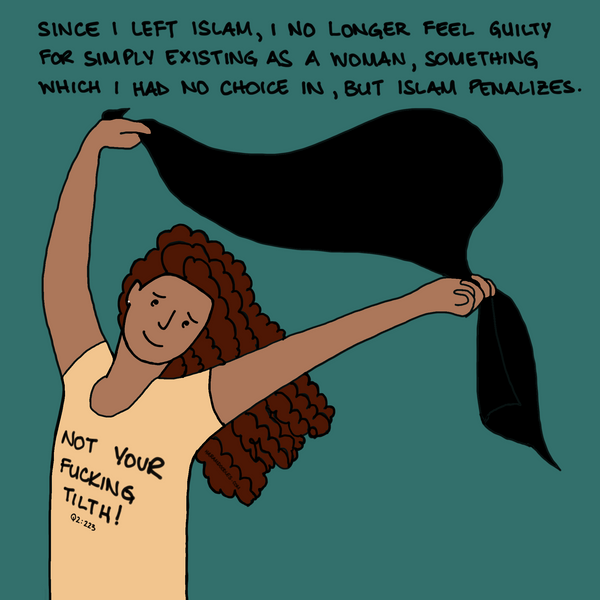 SINCE I LEFT ISLAM, I NO LONGER FEEL GUILTY
FOR SIMPLY EXISTING AS A WOMAN, SOMETHING
WHICH I HAD NO CHOICE IN, BUT ISLAM PENALIZES.
NOT YOUR
FUCKING
TILTH!
Q2:223